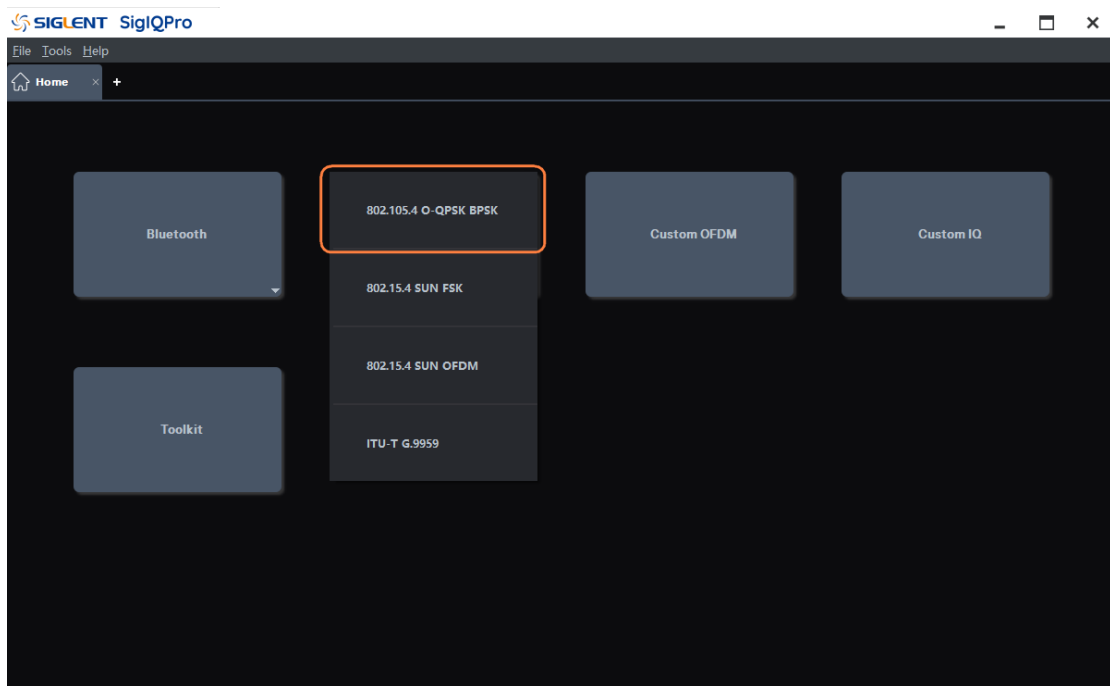 SIGLENT SigIQPro
File Tools Help
Home × +
Bluetooth
802.105.4 O-QPSK BPSK
802.15.4 SUN FSK
802.15.4 SUN OFDM
ITU-T G.9959
Custom OFDM
Custom IQ
Toolkit